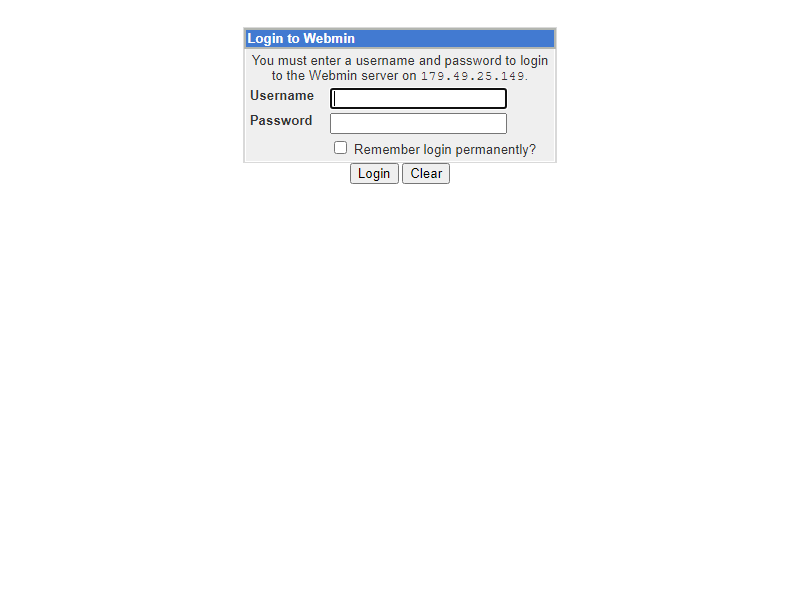 Login to Webmin
You must enter a username and password to login
to the Webmin server on 179.49.25.149.
Username
Password
Remember login permanently?
Login Clear